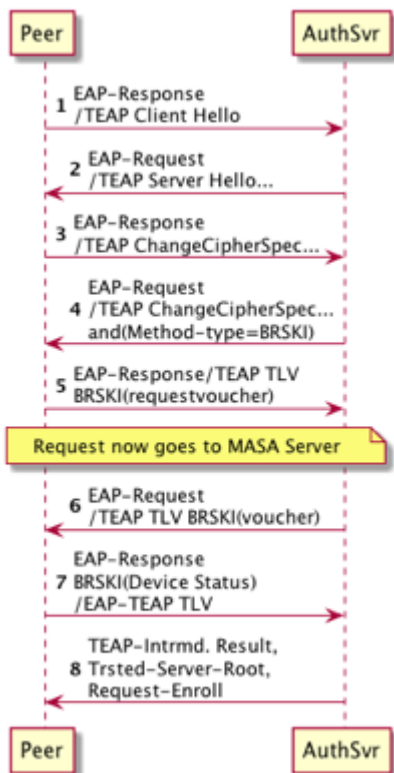 Peer
AuthSvr
1 EAP-Response
/TEAP Client Hello
2 EAP-Request
/TEAP Server Hello...
3 EAP-Response
/TEAP ChangeCipherSpec...
EAP-Request
4 /TEAP ChangeCipherSpec...
and(Method-type=BRSKI)
5 EAP-Response/TEAP TLV
BRSKI(requestvoucher)
Request now goes to MASA Server
6 EAP-Request
/TEAP TLV BRSKI(voucher)
EAP-Response
7 BRSKI(Device Status)
/EAP-TEAP TLV
TEAP-Intrmd. Result,
8 Trsted-Server-Root,
Request-Enroll
Peer
AuthSvr